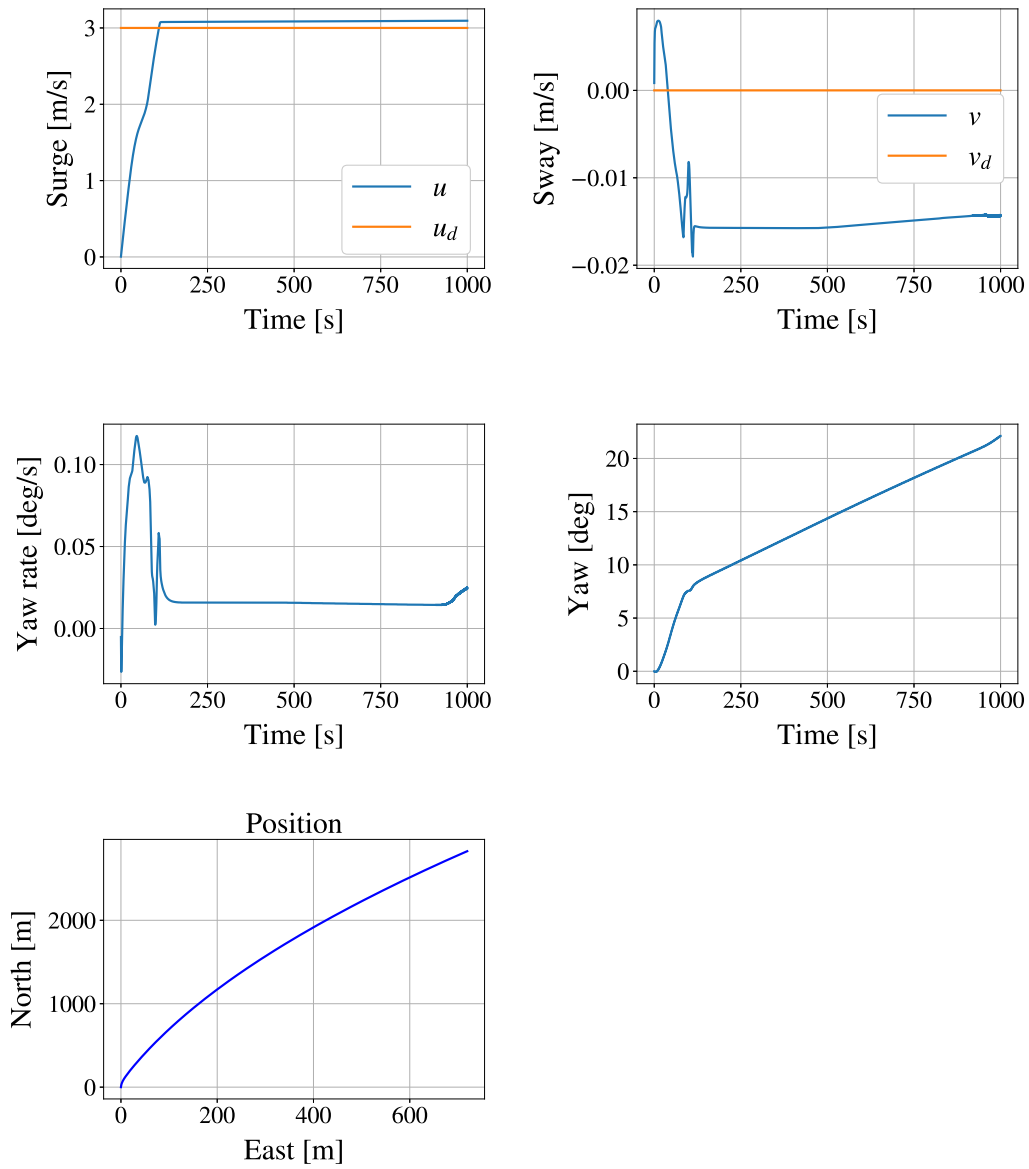 3
2
1
0
Surge [m/s]
u
u_d
0 250 500 750 1000
Time [s]
0.00
−0.01
−0.02
Sway [m/s]
v
v_d
0 250 500 750 1000
Time [s]
0.10
0.05
0.00
Yaw rate [deg/s]
0 250 500 750 1000
Time [s]
20
15
10
5
0
Yaw [deg]
0 250 500 750 1000
Time [s]
Position
2000
1000
0
North [m]
0 200 400 600
East [m]